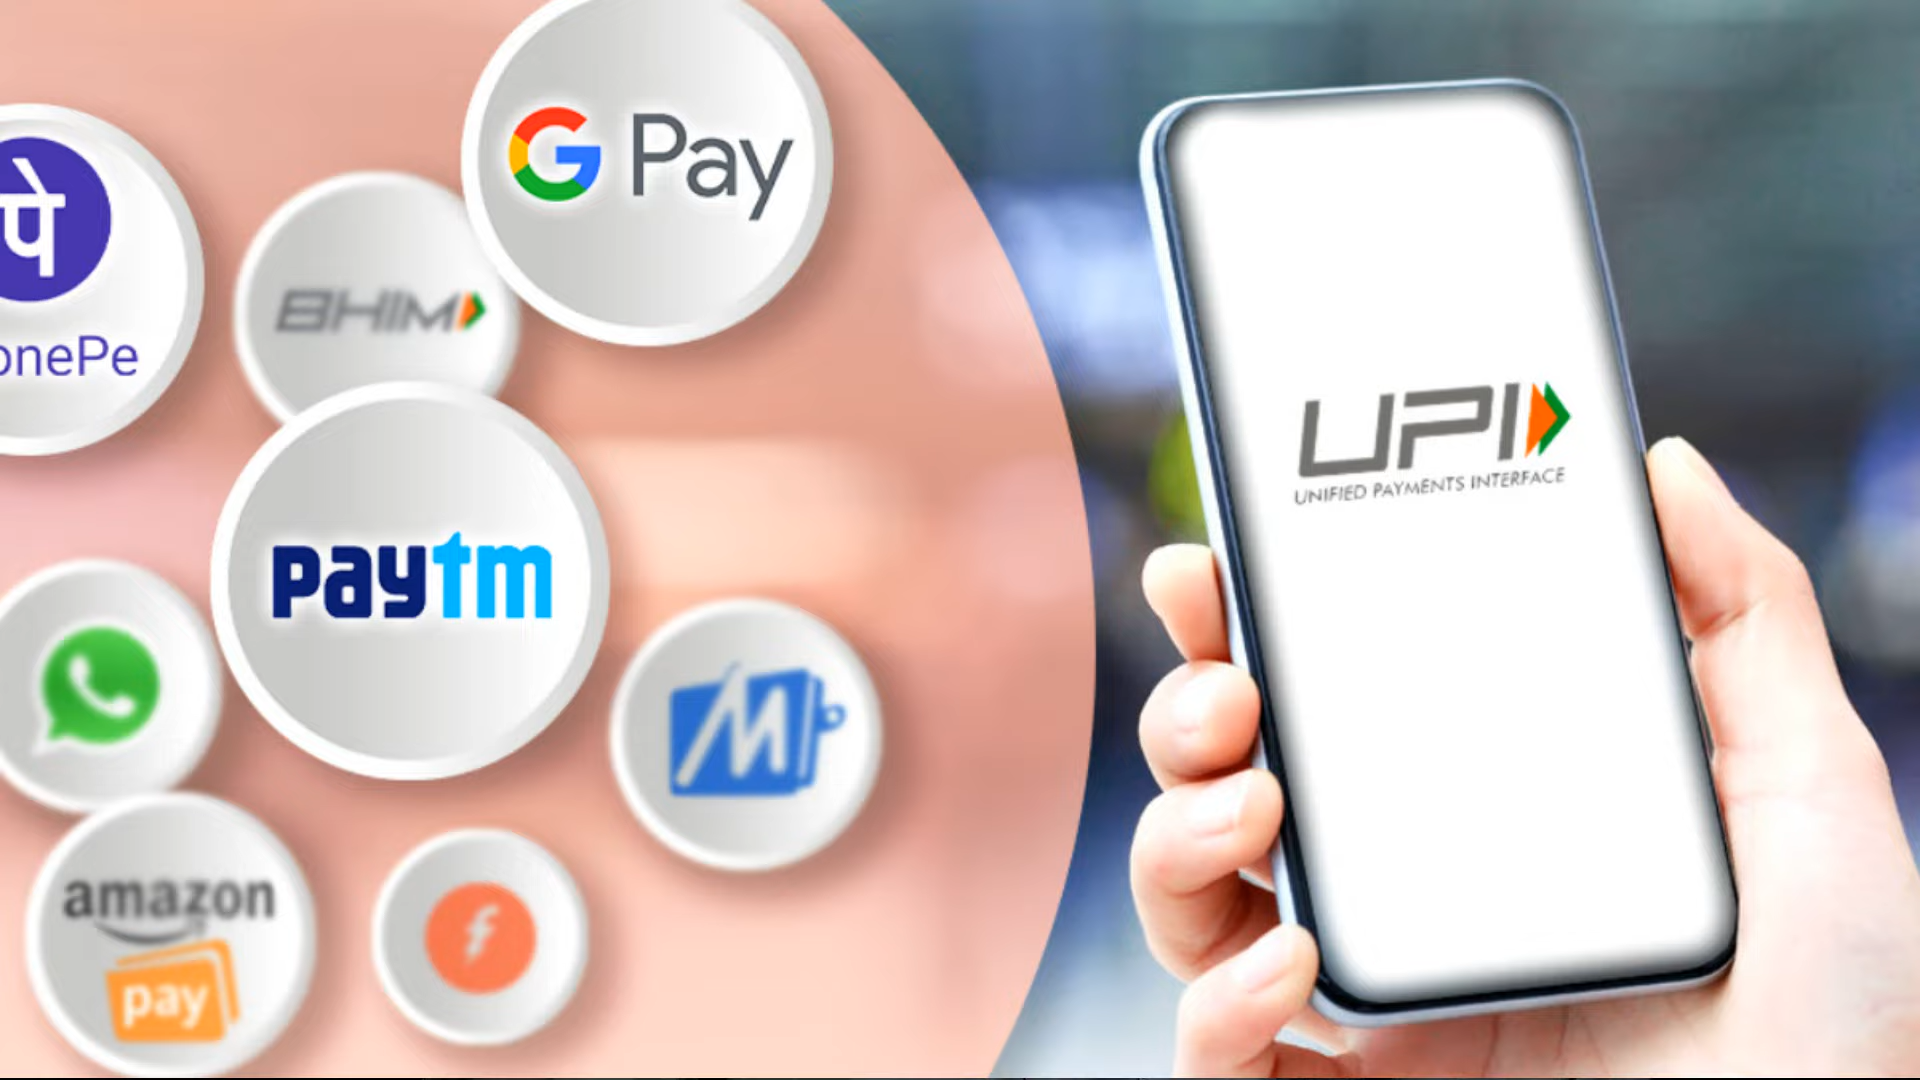 G Pay
पे
onePe
BHIM
paytm
M
amazon
pay
f
UPI
UNIFIED PAYMENTS INTERFACE